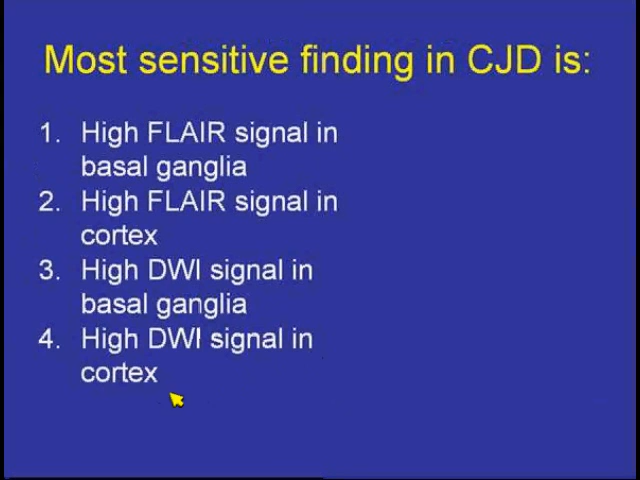 Most sensitive finding in CJD is:
1. High FLAIR signal in
basal ganglia
2. High FLAIR signal in
cortex
3. High DWI signal in
basal ganglia
4. High DWI signal in
cortex